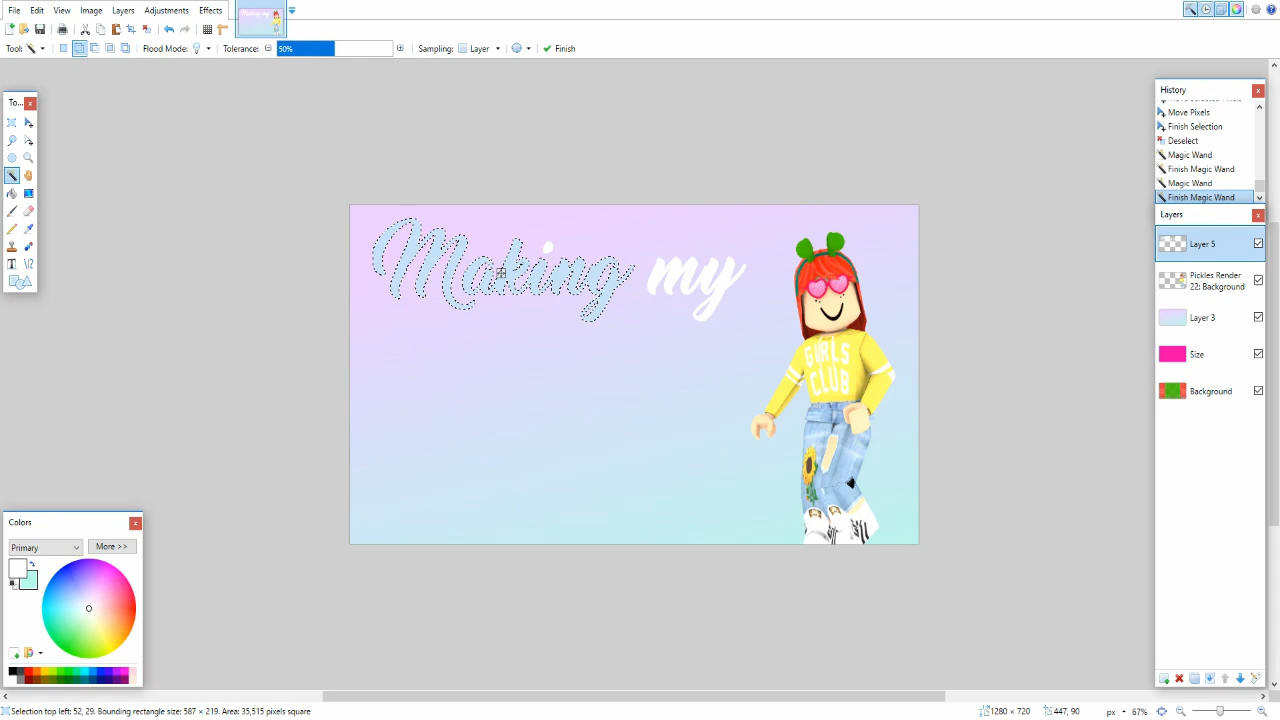 File Edit View Image Layers Adjustments Effects
Tool: Flood Mode: Tolerance: 50% Sampling: Layer Finish
To...
History
Move Pixels
Finish Selection
Deselect
Magic Wand
Finish Magic Wand
Magic Wand
Finish Magic Wand
Layers
Layer 5
Pickles Render
22; Background
Layer 3
Size
Background
Making my
GURLS
CLUB
Colors
Primary More >>
Selection top left: 52, 29. Bounding rectangle size: 587 × 219. Area: 35,515 pixels square 1280 × 720 447, 90 px 67%